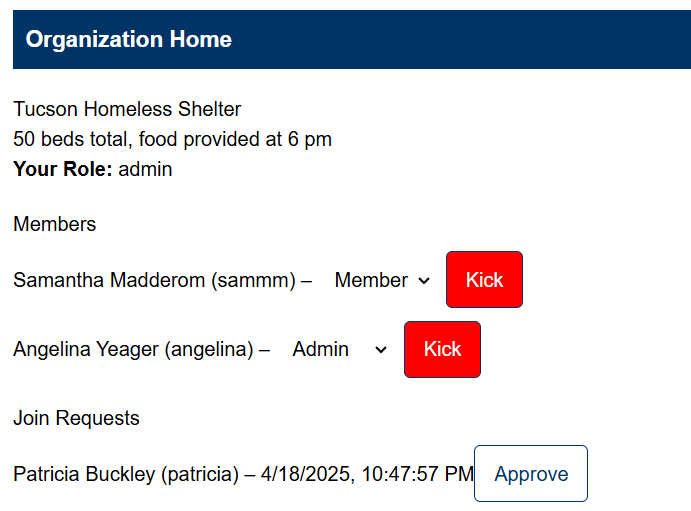 Organization Home
Tucson Homeless Shelter
50 beds total, food provided at 6 pm
Your Role: admin
Members
Samantha Madderom (sammm) – Member Kick
Angelina Yeager (angelina) – Admin Kick
Join Requests
Patricia Buckley (patricia) – 4/18/2025, 10:47:57 PM Approve